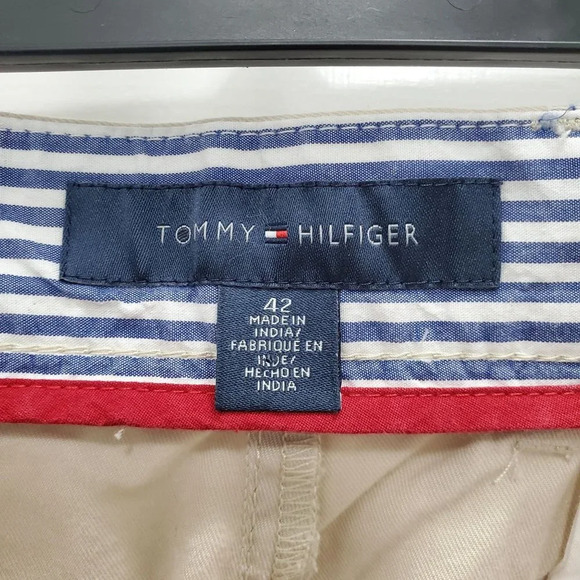 TOMMY HILFIGER
42
MADE IN
INDIA/
FABRIQUÉ EN
INDE/
HECHO EN
INDIA